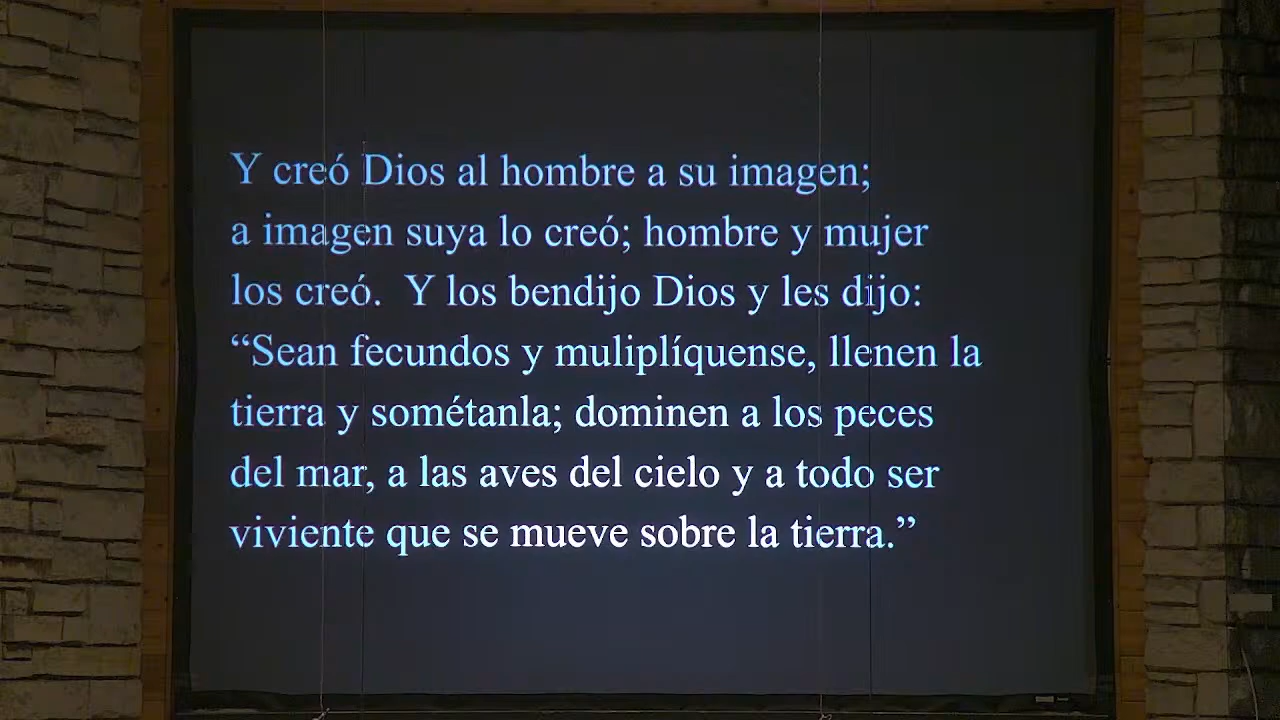 Y creó Dios al hombre a su imagen;
a imagen suya lo creó; hombre y mujer
los creó.  Y los bendijo Dios y les dijo:
“Sean fecundos y muliplíquense, llenen la
tierra y sométanla; dominen a los peces
del mar, a las aves del cielo y a todo ser
viviente que se mueve sobre la tierra.”